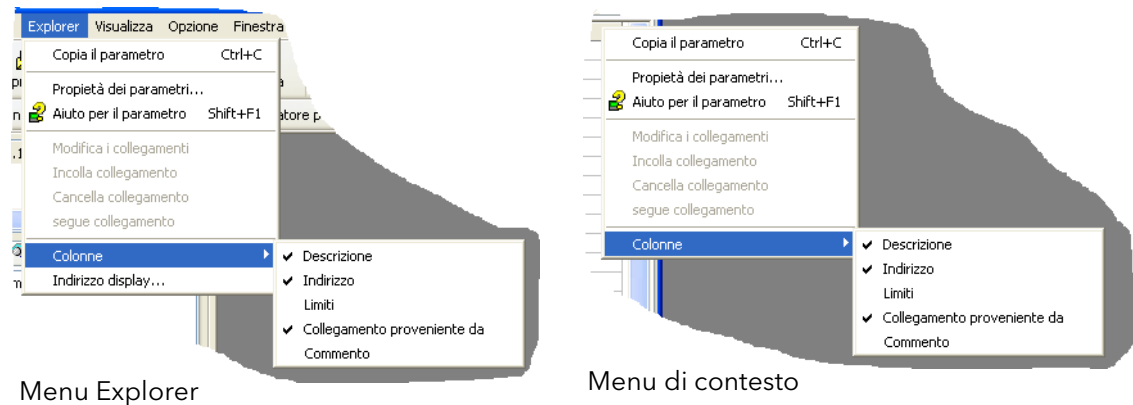 Explorer Visualizza Opzione Finestra
Copia il parametro Ctrl+C
Propietà dei parametri...
Aiuto per il parametro Shift+F1
atore p
Modifica i collegamenti
Incolla collegamento
Cancella collegamento
segue collegamento
Colonne
Indirizzo display...
Descrizione
Indirizzo
Limiti
Collegamento proveniente da
Commento
Menu Explorer
Copia il parametro Ctrl+C
Propietà dei parametri...
Aiuto per il parametro Shift+F1
Modifica i collegamenti
Incolla collegamento
Cancella collegamento
segue collegamento
Colonne
Descrizione
Indirizzo
Limiti
Collegamento proveniente da
Commento
Menu di contesto